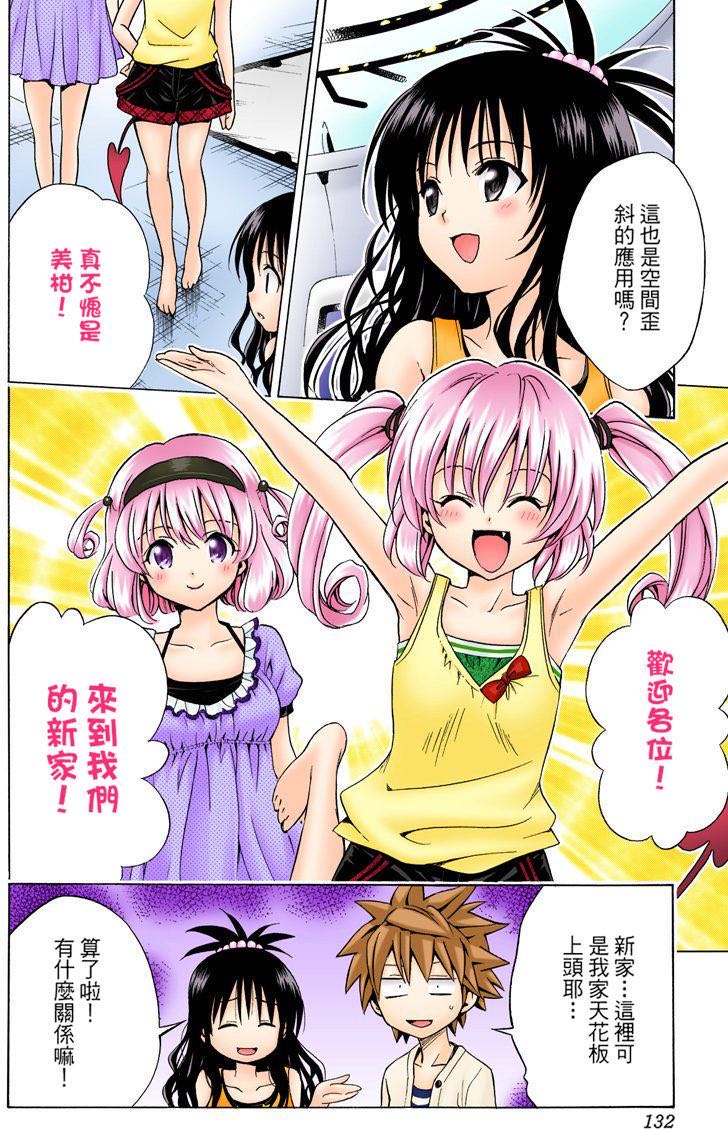 這也是空間歪
斜的應用嗎？
真不愧是
美柑！
歡迎各位！
來到我們
的新家！
新家…這裡可
是我家天花板
上頭耶…
算了啦！
有什麼關係嘛！
132